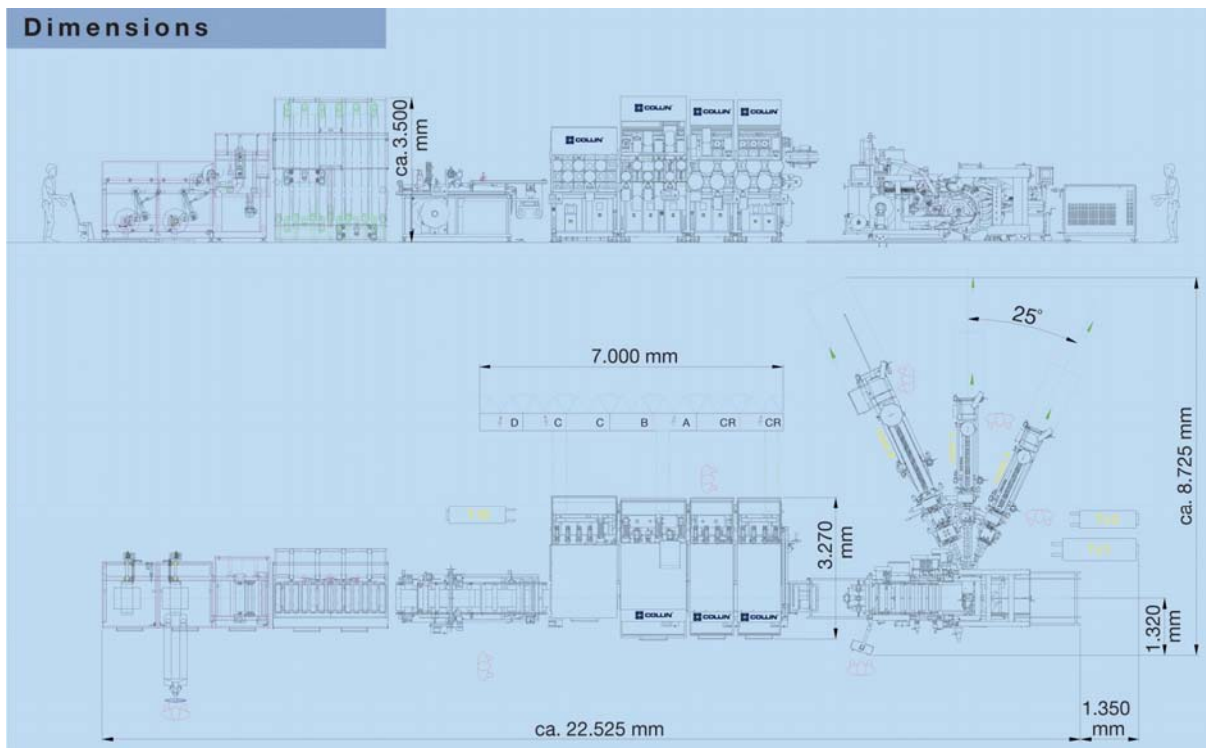 Dimensions
ca. 3.500
mm
COLLIN
COLLIN
COLLIN
COLLIN
25°
7.000 mm
D C C B A CR CR
ca. 8.725 mm
3.270
mm
1.320
mm
COLLIN
COLLIN
COLLIN
ca. 22.525 mm
1.350
mm